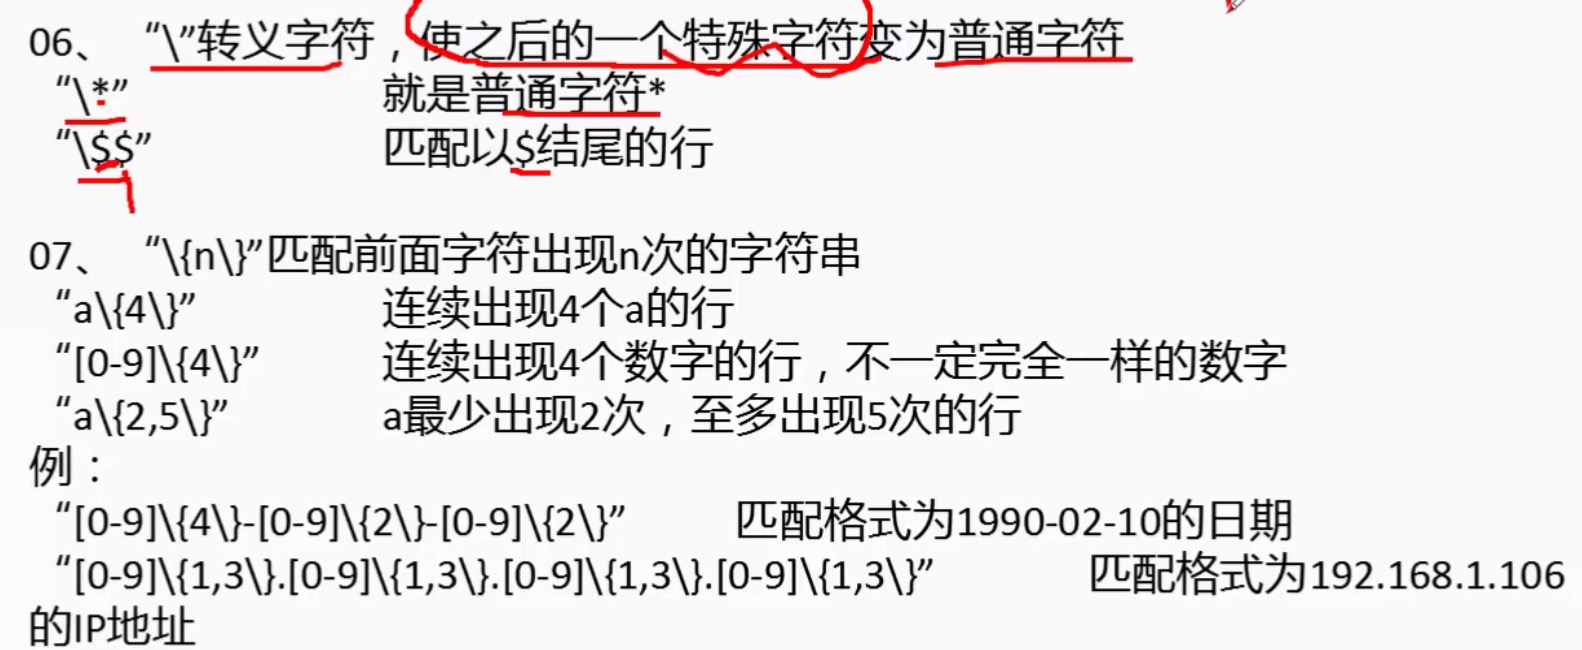 06、 “\”转义字符，使之后的一个特殊字符变为普通字符
“\*” 就是普通字符*
“\$$” 匹配以$结尾的行
07、 “\{n\}”匹配前面字符出现n次的字符串
“a\{4\}” 连续出现4个a的行
“[0-9]\{4\}” 连续出现4个数字的行，不一定完全一样的数字
“a\{2,5\}” a最少出现2次，至多出现5次的行
例：
“[0-9]\{4\}-[0-9]\{2\}-[0-9]\{2\}” 匹配格式为1990-02-10的日期
“[0-9]\{1,3\}.[0-9]\{1,3\}.[0-9]\{1,3\}.[0-9]\{1,3\}” 匹配格式为192.168.1.106
的IP地址